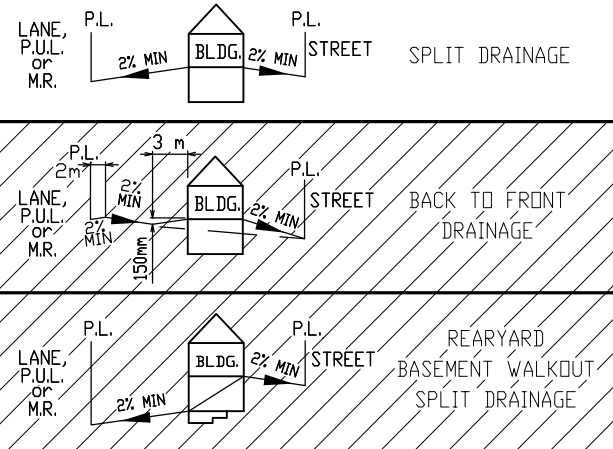 P.L.
P.L.
LANE,
P.U.L.
or
M.R.
2% MIN
BLDG.
2% MIN
STREET
SPLIT DRAINAGE
3 m
P.L.
2m
2% MIN
P.L.
LANE,
P.U.L.
or
M.R.
2% MIN
150mm
BLDG.
2% MIN
STREET
BACK TO FRONT
DRAINAGE
P.L.
P.L.
LANE,
P.U.L.
or
M.R.
2% MIN
BLDG.
2% MIN
STREET
REARYARD
BASEMENT WALKOUT
SPLIT DRAINAGE